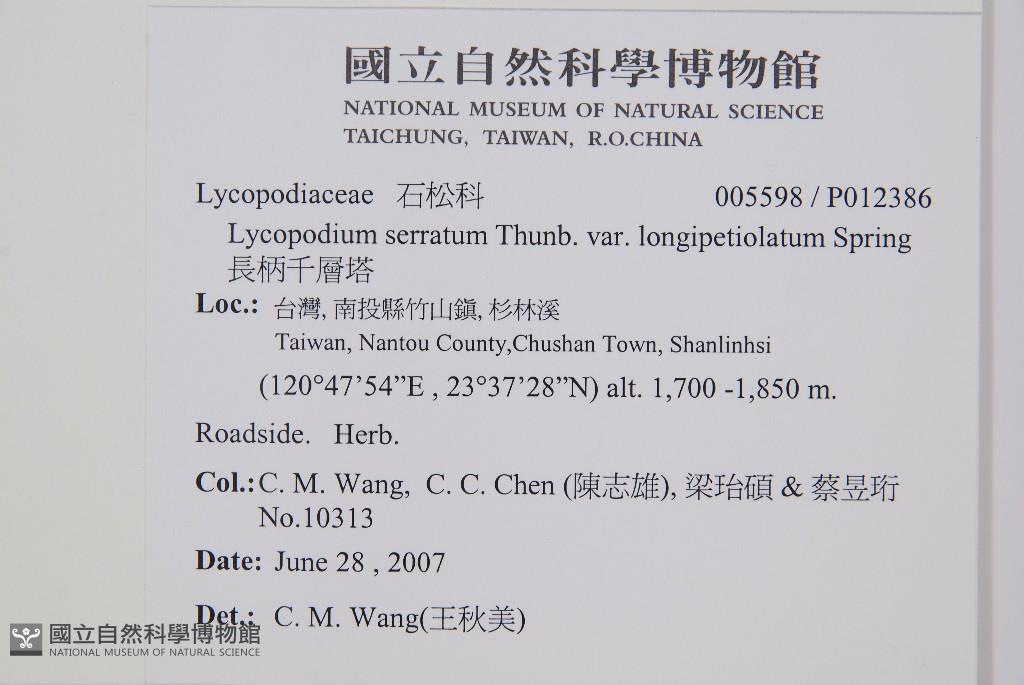 國立自然科學博物館
NATIONAL MUSEUM OF NATURAL SCIENCE
TAICHUNG, TAIWAN, R.O.CHINA
Lycopodiaceae 石松科 005598 / P012386
Lycopodium serratum Thunb. var. longipetiolatum Spring
長柄千層塔
Loc.: 台灣, 南投縣竹山鎮, 杉林溪
Taiwan, Nantou County,Chushan Town, Shanlinhsi
(120°47’54”E , 23°37’28”N) alt. 1,700 -1,850 m.
Roadside. Herb.
Col.: C. M. Wang, C. C. Chen (陳志雄), 梁珆碩 & 蔡昱珩
No.10313
Date: June 28 , 2007
Det.: C. M. Wang(王秋美)
國立自然科學博物館
NATIONAL MUSEUM OF NATURAL SCIENCE